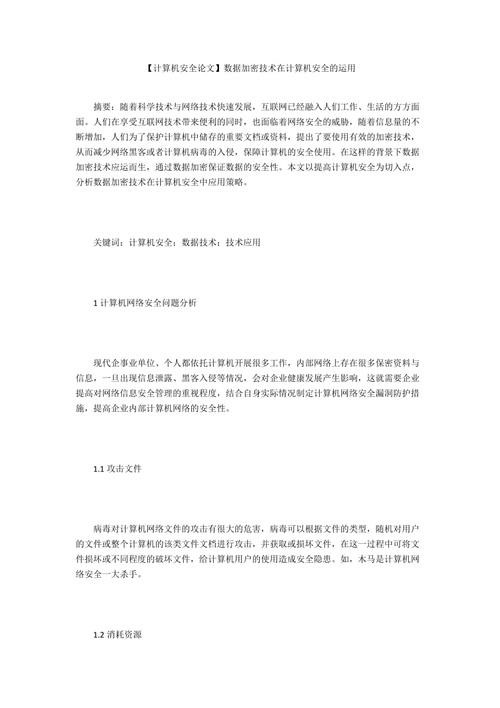 【计算机安全论文】数据加密技术在计算机安全的运用
摘要：随着科学技术与网络技术快速发展，互联网已经融入人们工作、生活的方方面
面。人们在享受互联网技术带来便利的同时，也面临着网络安全的威胁，随着信息量的不
断增加，人们为了保护计算机中储存的重要文档或资料，提出了要使用有效的加密技术，
从而减少网络黑客或者计算机病毒的入侵，保障计算机的安全使用。在这样的背景下数据
加密技术应运而生，通过数据加密保证数据的安全性。本文以提高计算机安全为切入点，
分析数据加密技术在计算机安全中应用策略。
关键词：计算机安全；数据技术；技术应用
1 计算机网络安全问题分析
现代企事业单位、个人都依托计算机开展很多工作，内部网络上存在很多保密资料与
信息，一旦出现信息泄露、黑客入侵等情况，会对企业健康发展产生影响，这就需要企业
提高对网络信息安全管理的重视程度，结合自身实际情况制定计算机网络安全漏洞防护措
施，提高企业内部计算机网络的安全性。
1.1 攻击文件
病毒对计算机网络文件的攻击有很大的危害，病毒可以根据文件的类型，随机对用户
的文件或整个计算机的该类文件文档进行攻击，并获取或损坏文件，在这一过程中可将文
件损坏或不同程度的破坏文件，给计算机用户的使用造成安全隐患。如，木马是计算机网
络安全一大杀手。
1.2 消耗资源